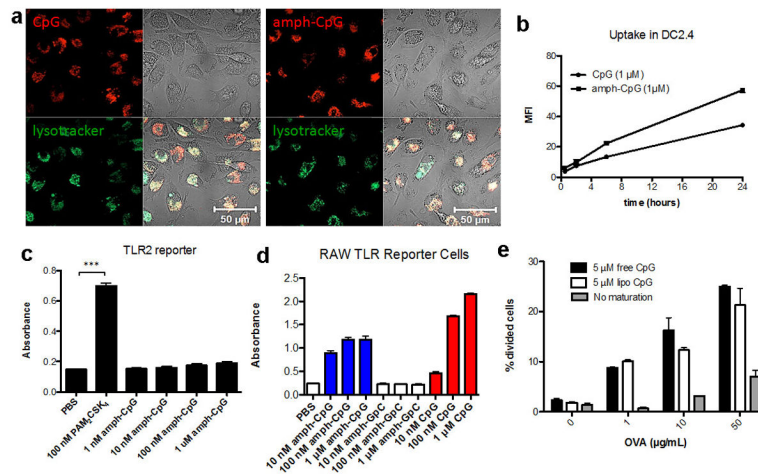 a
CpG
amph-CpG
lysotracker
lysotracker
50 µm
50 µm
b
Uptake in DC2.4
CpG (1 µM)
amph-CpG (1µM)
MFI
80
60
40
20
0
0 4 8 12 16 20 24
time (hours)
c
TLR2 reporter
***
Absorbance
0.8
0.6
0.4
0.2
0.0
PBS
100 nM PAM₂CSK₄
1 nM amph-CpG
10 nM amph-CpG
100 nM amph-CpG
1 uM amph-CpG
d
RAW TLR Reporter Cells
Absorbance
2.5
2.0
1.5
1.0
0.5
0.0
PBS
10 nM amph-CpG
100 nM amph-CpG
1 µM amph-CpG
10 nM amph-GpC
100 nM amph-GpC
1 µM amph-GpC
10 nM CpG
100 nM CpG
1 µM CpG
e
5 µM free CpG
5 µM lipo CpG
No maturation
% divided cells
30
20
10
0
0 1 10 50
OVA (µg/mL)